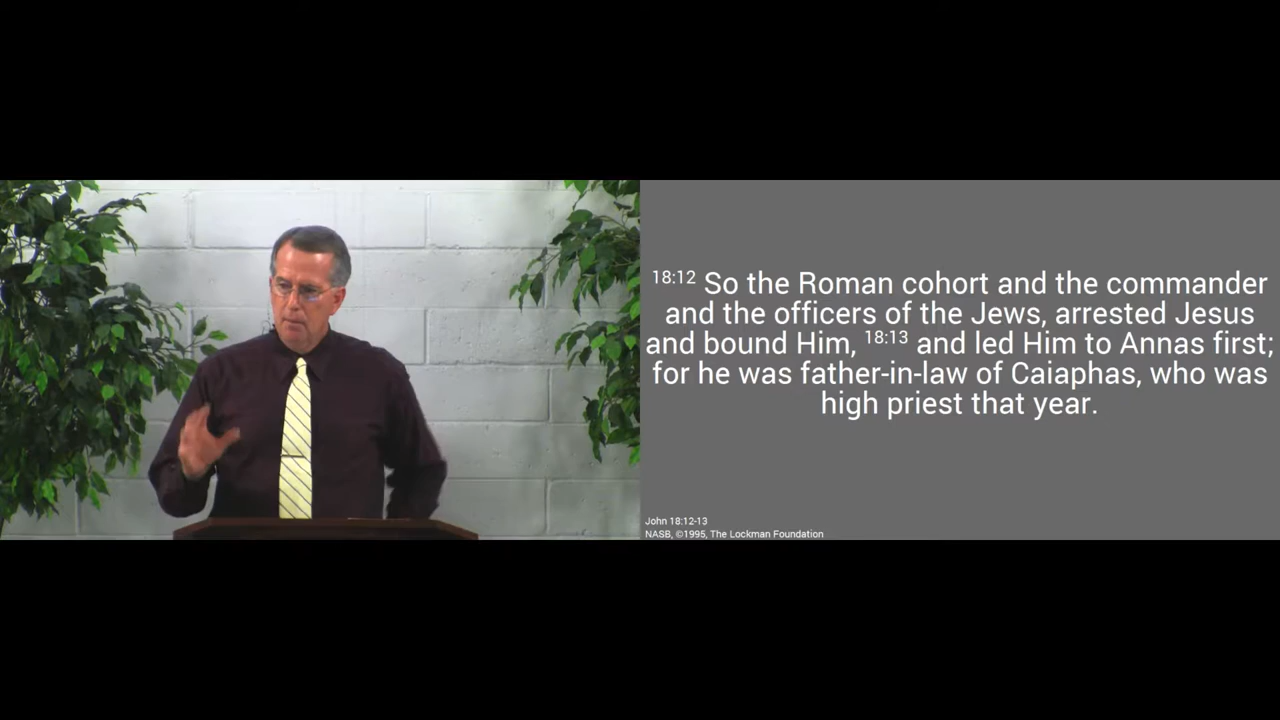 18:12 So the Roman cohort and the commander
and the officers of the Jews, arrested Jesus
and bound Him, 18:13 and led Him to Annas first;
for he was father-in-law of Caiaphas, who was
high priest that year.
John 18:12-13
NASB, ©1995, The Lockman Foundation